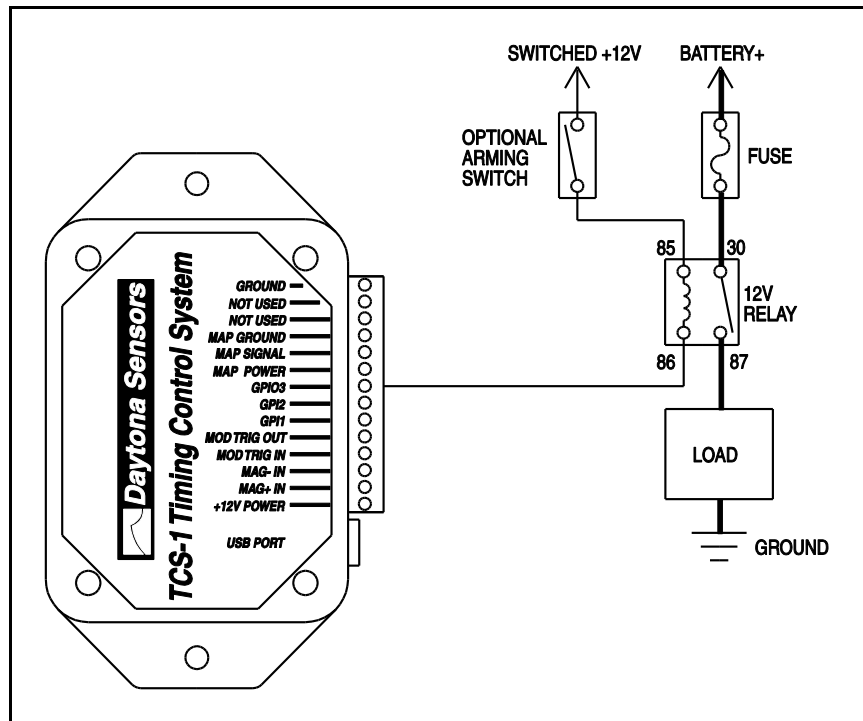 SWITCHED +12V
BATTERY+
OPTIONAL
ARMING
SWITCH
FUSE
85
30
12V
RELAY
86
87
LOAD
GROUND
Daytona Sensors
TCS-1 Timing Control System
GROUND
NOT USED
NOT USED
MAP GROUND
MAP SIGNAL
MAP POWER
GPIO3
GPI2
GPI1
MOD TRIG OUT
MOD TRIG IN
MAG- IN
MAG+ IN
+12V POWER
USB PORT